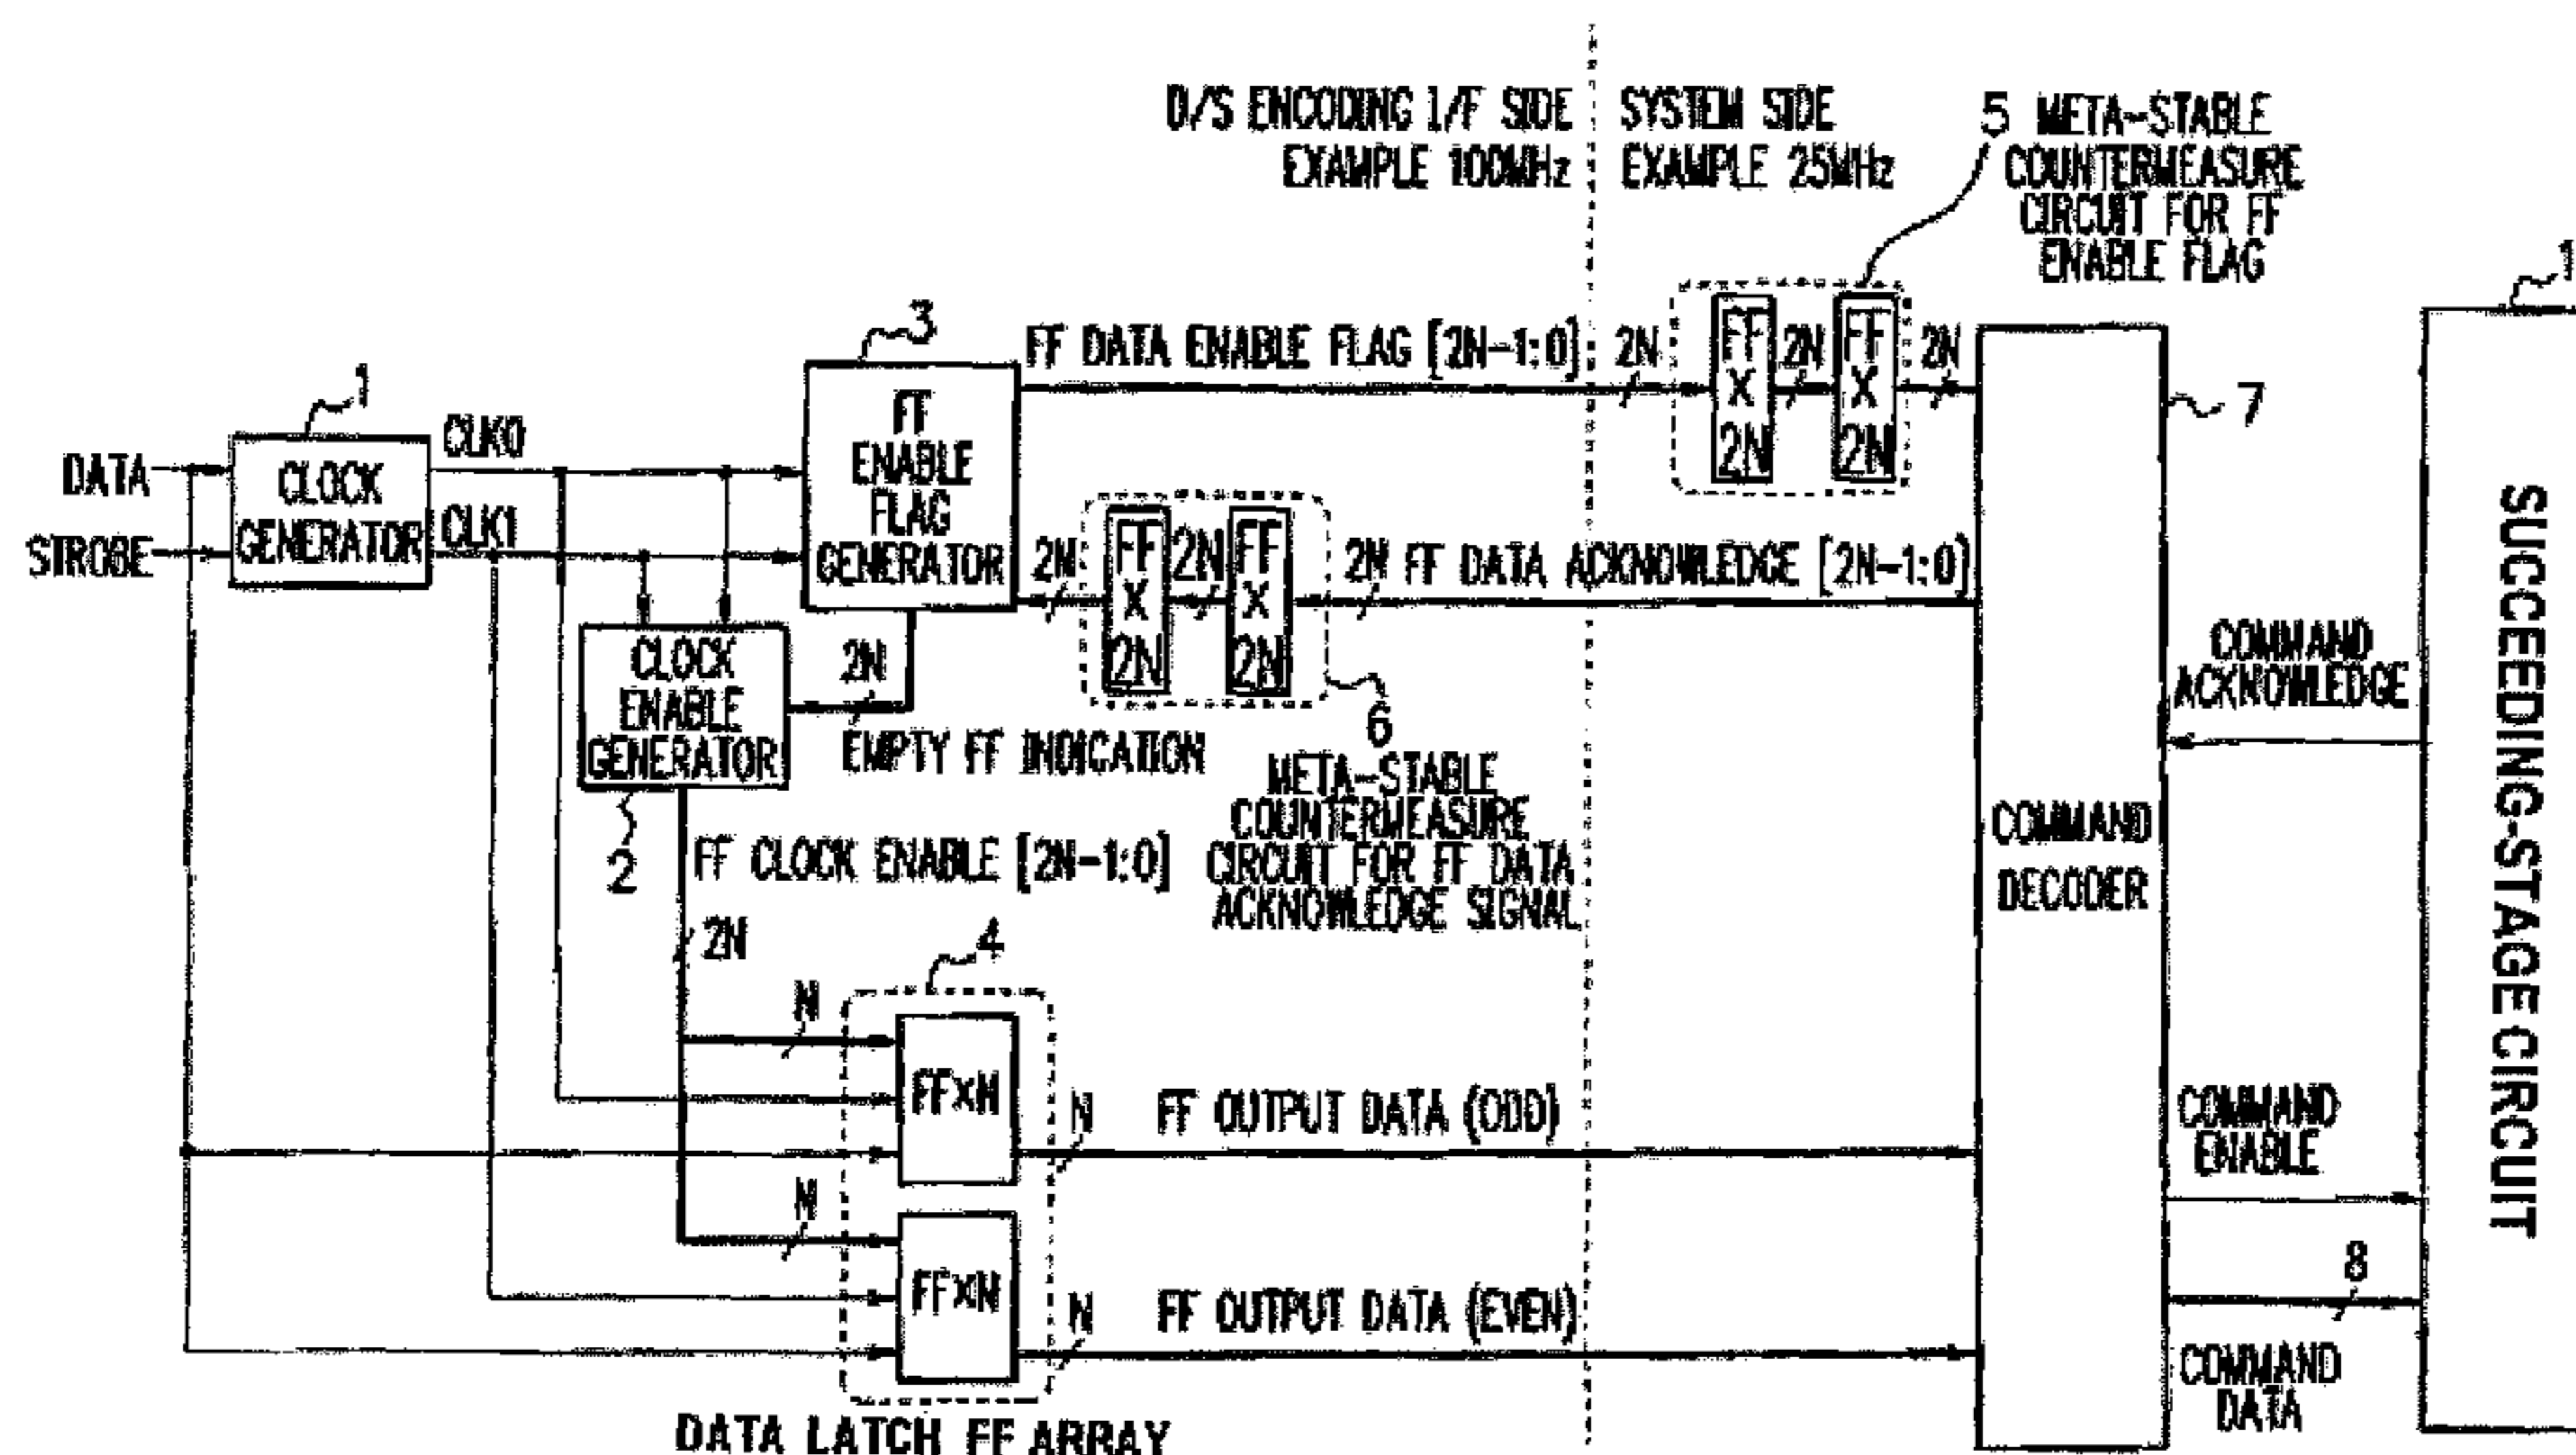 D/S ENCODING I/F SIDE
EXAMPLE 100MHz
SYSTEM SIDE
EXAMPLE 25MHz
5
META-STABLE
COUNTERMEASURE
CIRCUIT FOR FF
ENABLE FLAG
1
3
FF DATA ENABLE FLAG [2N-1:0]
2N
FF
X
2N
2N
FF
X
2N
2N
7
1
DATA
STROBE
CLOCK
GENERATOR
CLK0
CLK1
FF
ENABLE
FLAG
GENERATOR
2N
FF
X
2N
2N
FF
X
2N
2N
FF DATA ACKNOWLEDGE [2N-1:0]
CLOCK
ENABLE
GENERATOR
2N
EMPTY FF INDICATION
2
6
META-STABLE
COUNTERMEASURE
CIRCUIT FOR FF DATA
ACKNOWLEDGE SIGNAL
COMMAND
ACKNOWLEDGE
COMMAND
DECODER
SUCCEEDING-STAGE CIRCUIT
FF CLOCK ENABLE [2N-1:0]
2N
4
N
FFXN
N
FF OUTPUT DATA (ODD)
COMMAND
ENABLE
N
FFXN
N
FF OUTPUT DATA (EVEN)
8
COMMAND
DATA
DATA LATCH FF ARRAY